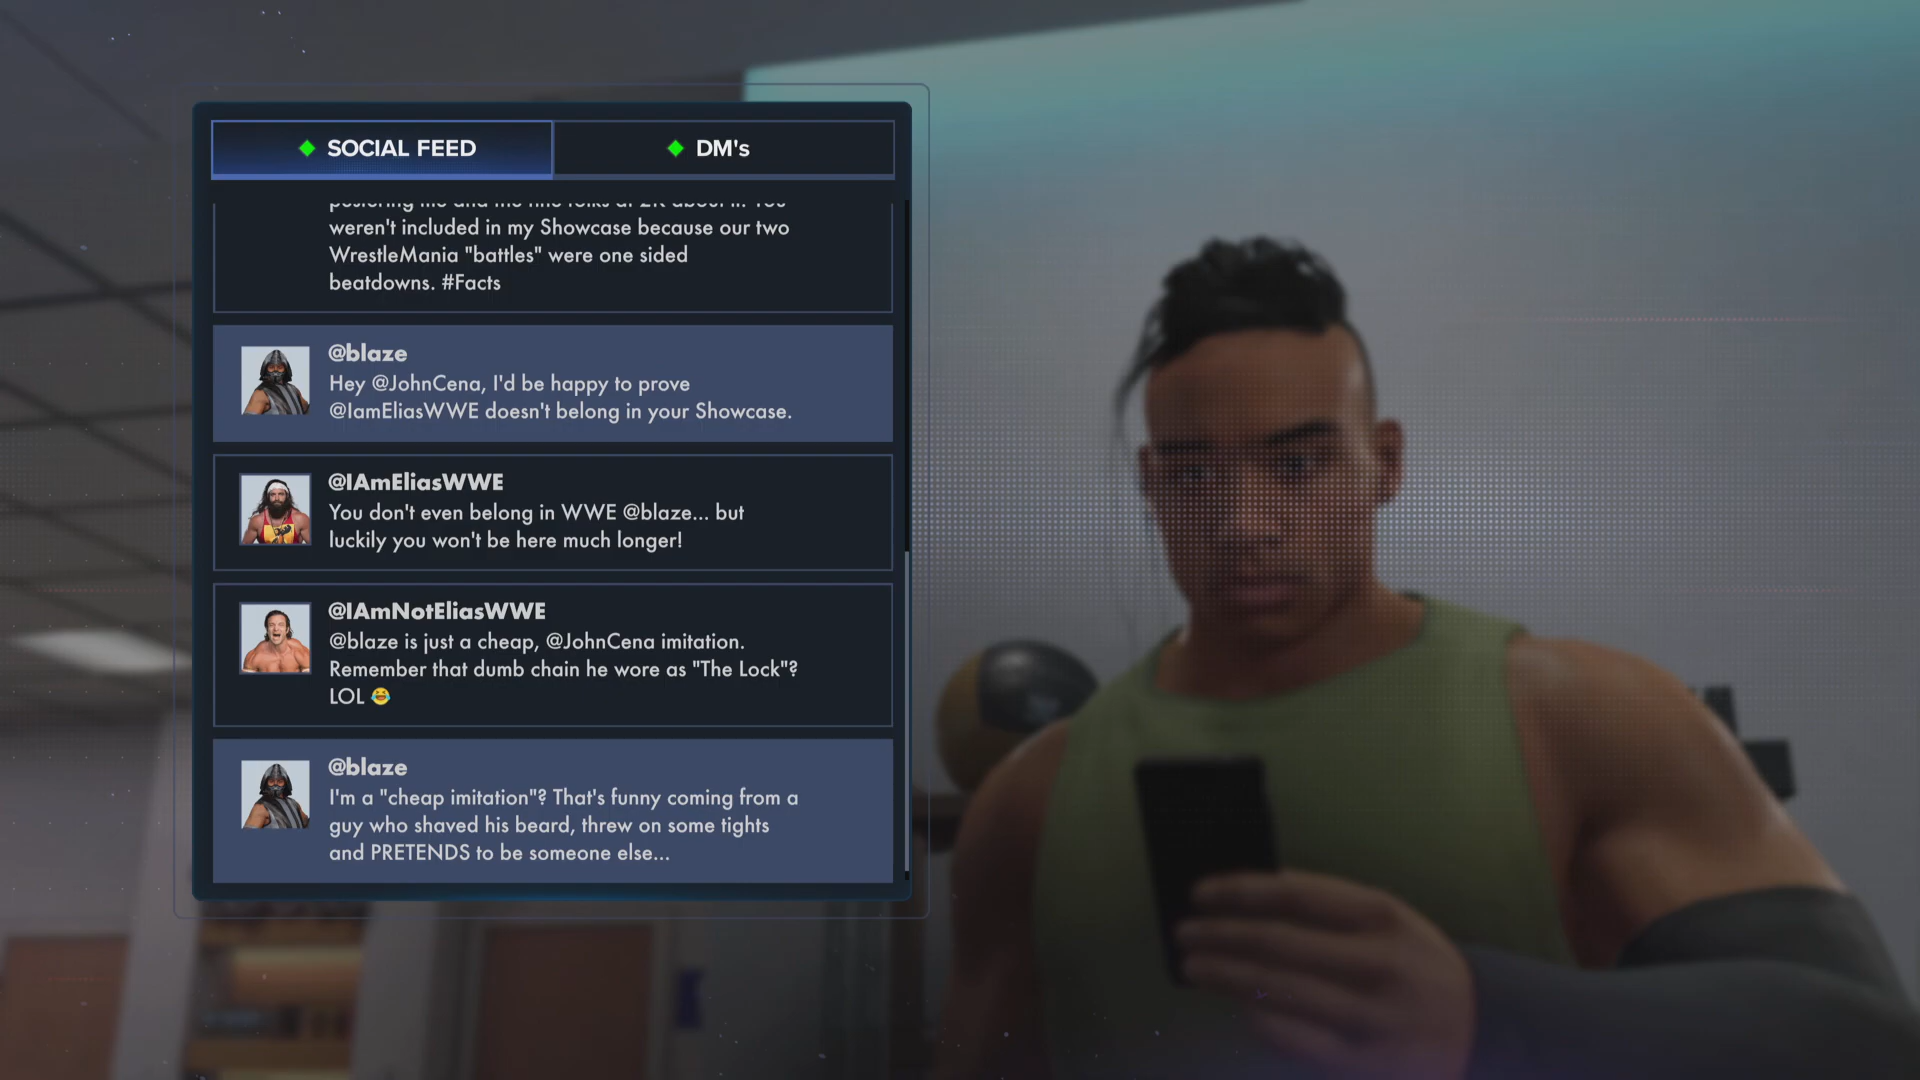 SOCIAL FEED
DM's
weren't included in my Showcase because our two
WrestleMania "battles" were one sided
beatdowns. #Facts
@blaze
Hey @JohnCena, I'd be happy to prove
@IamEliasWWE doesn't belong in your Showcase.
@IAmEliasWWE
You don't even belong in WWE @blaze... but
luckily you won't be here much longer!
@IAmNotEliasWWE
@blaze is just a cheap, @JohnCena imitation.
Remember that dumb chain he wore as "The Lock"?
LOL 😂
@blaze
I'm a "cheap imitation"? That's funny coming from a
guy who shaved his beard, threw on some tights
and PRETENDS to be someone else...